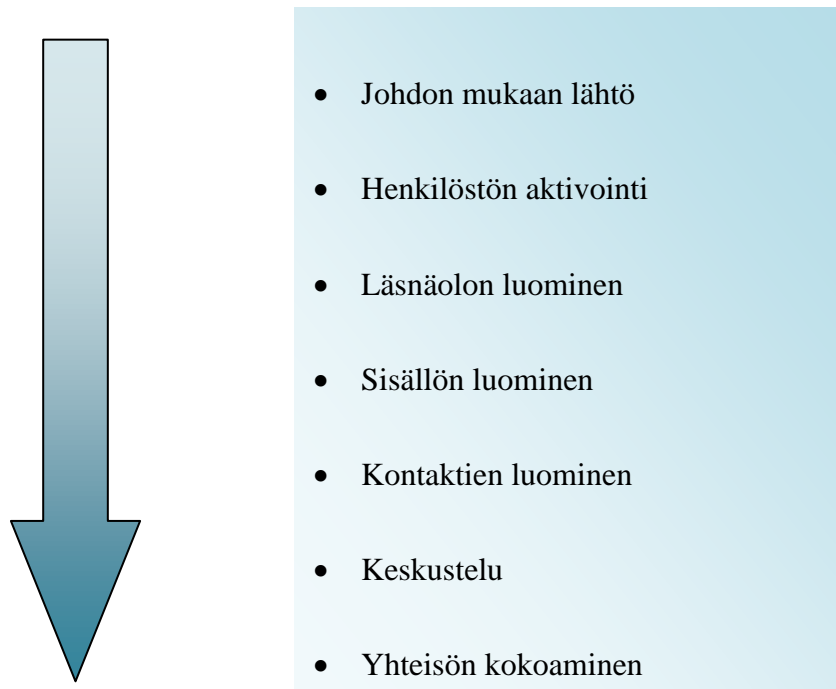 • Johdon mukaan lähtö
• Henkilöstön aktivointi
• Läsnäolon luominen
• Sisällön luominen
• Kontaktien luominen
• Keskustelu
• Yhteisön kokoaminen